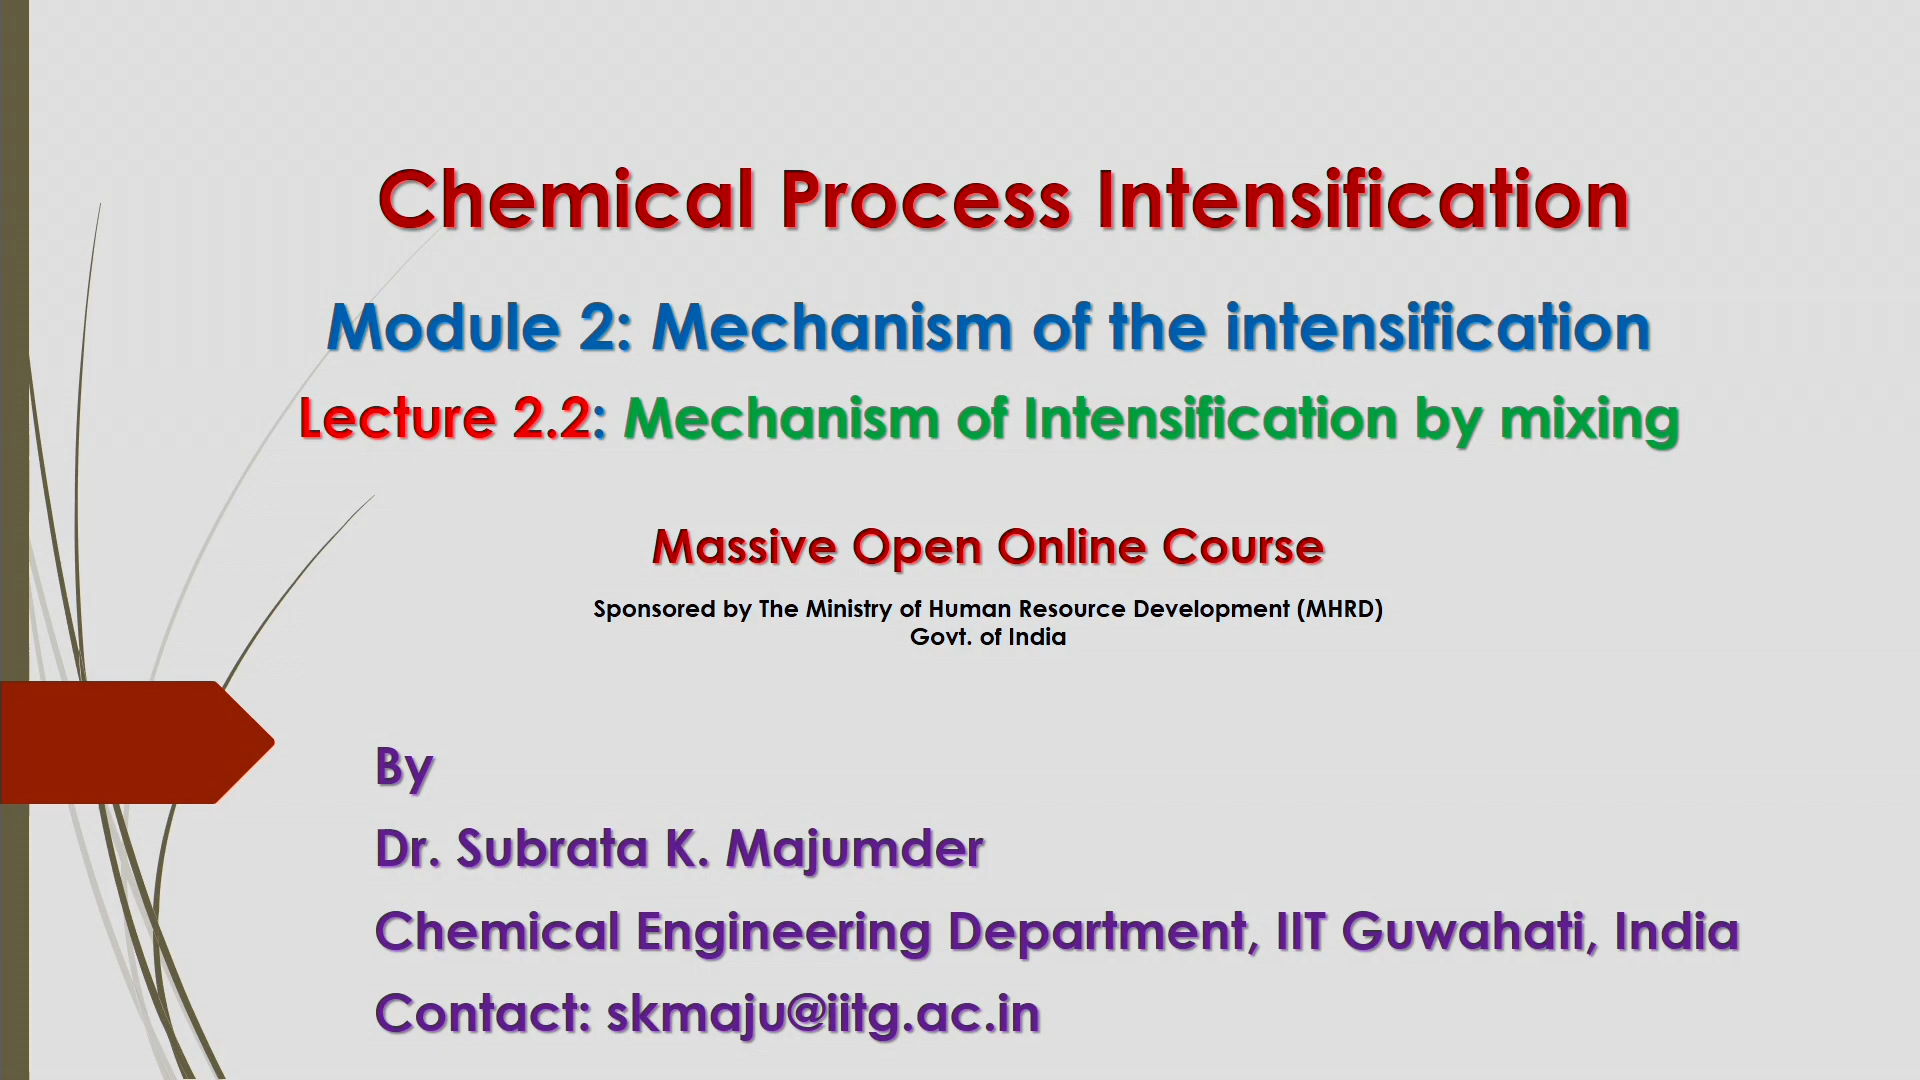 Chemical Process Intensification
Module 2: Mechanism of the intensification
Lecture 2.2: Mechanism of Intensification by mixing
Massive Open Online Course
Sponsored by The Ministry of Human Resource Development (MHRD)
Govt. of India
By
Dr. Subrata K. Majumder
Chemical Engineering Department, IIT Guwahati, India
Contact: skmaju@iitg.ac.in